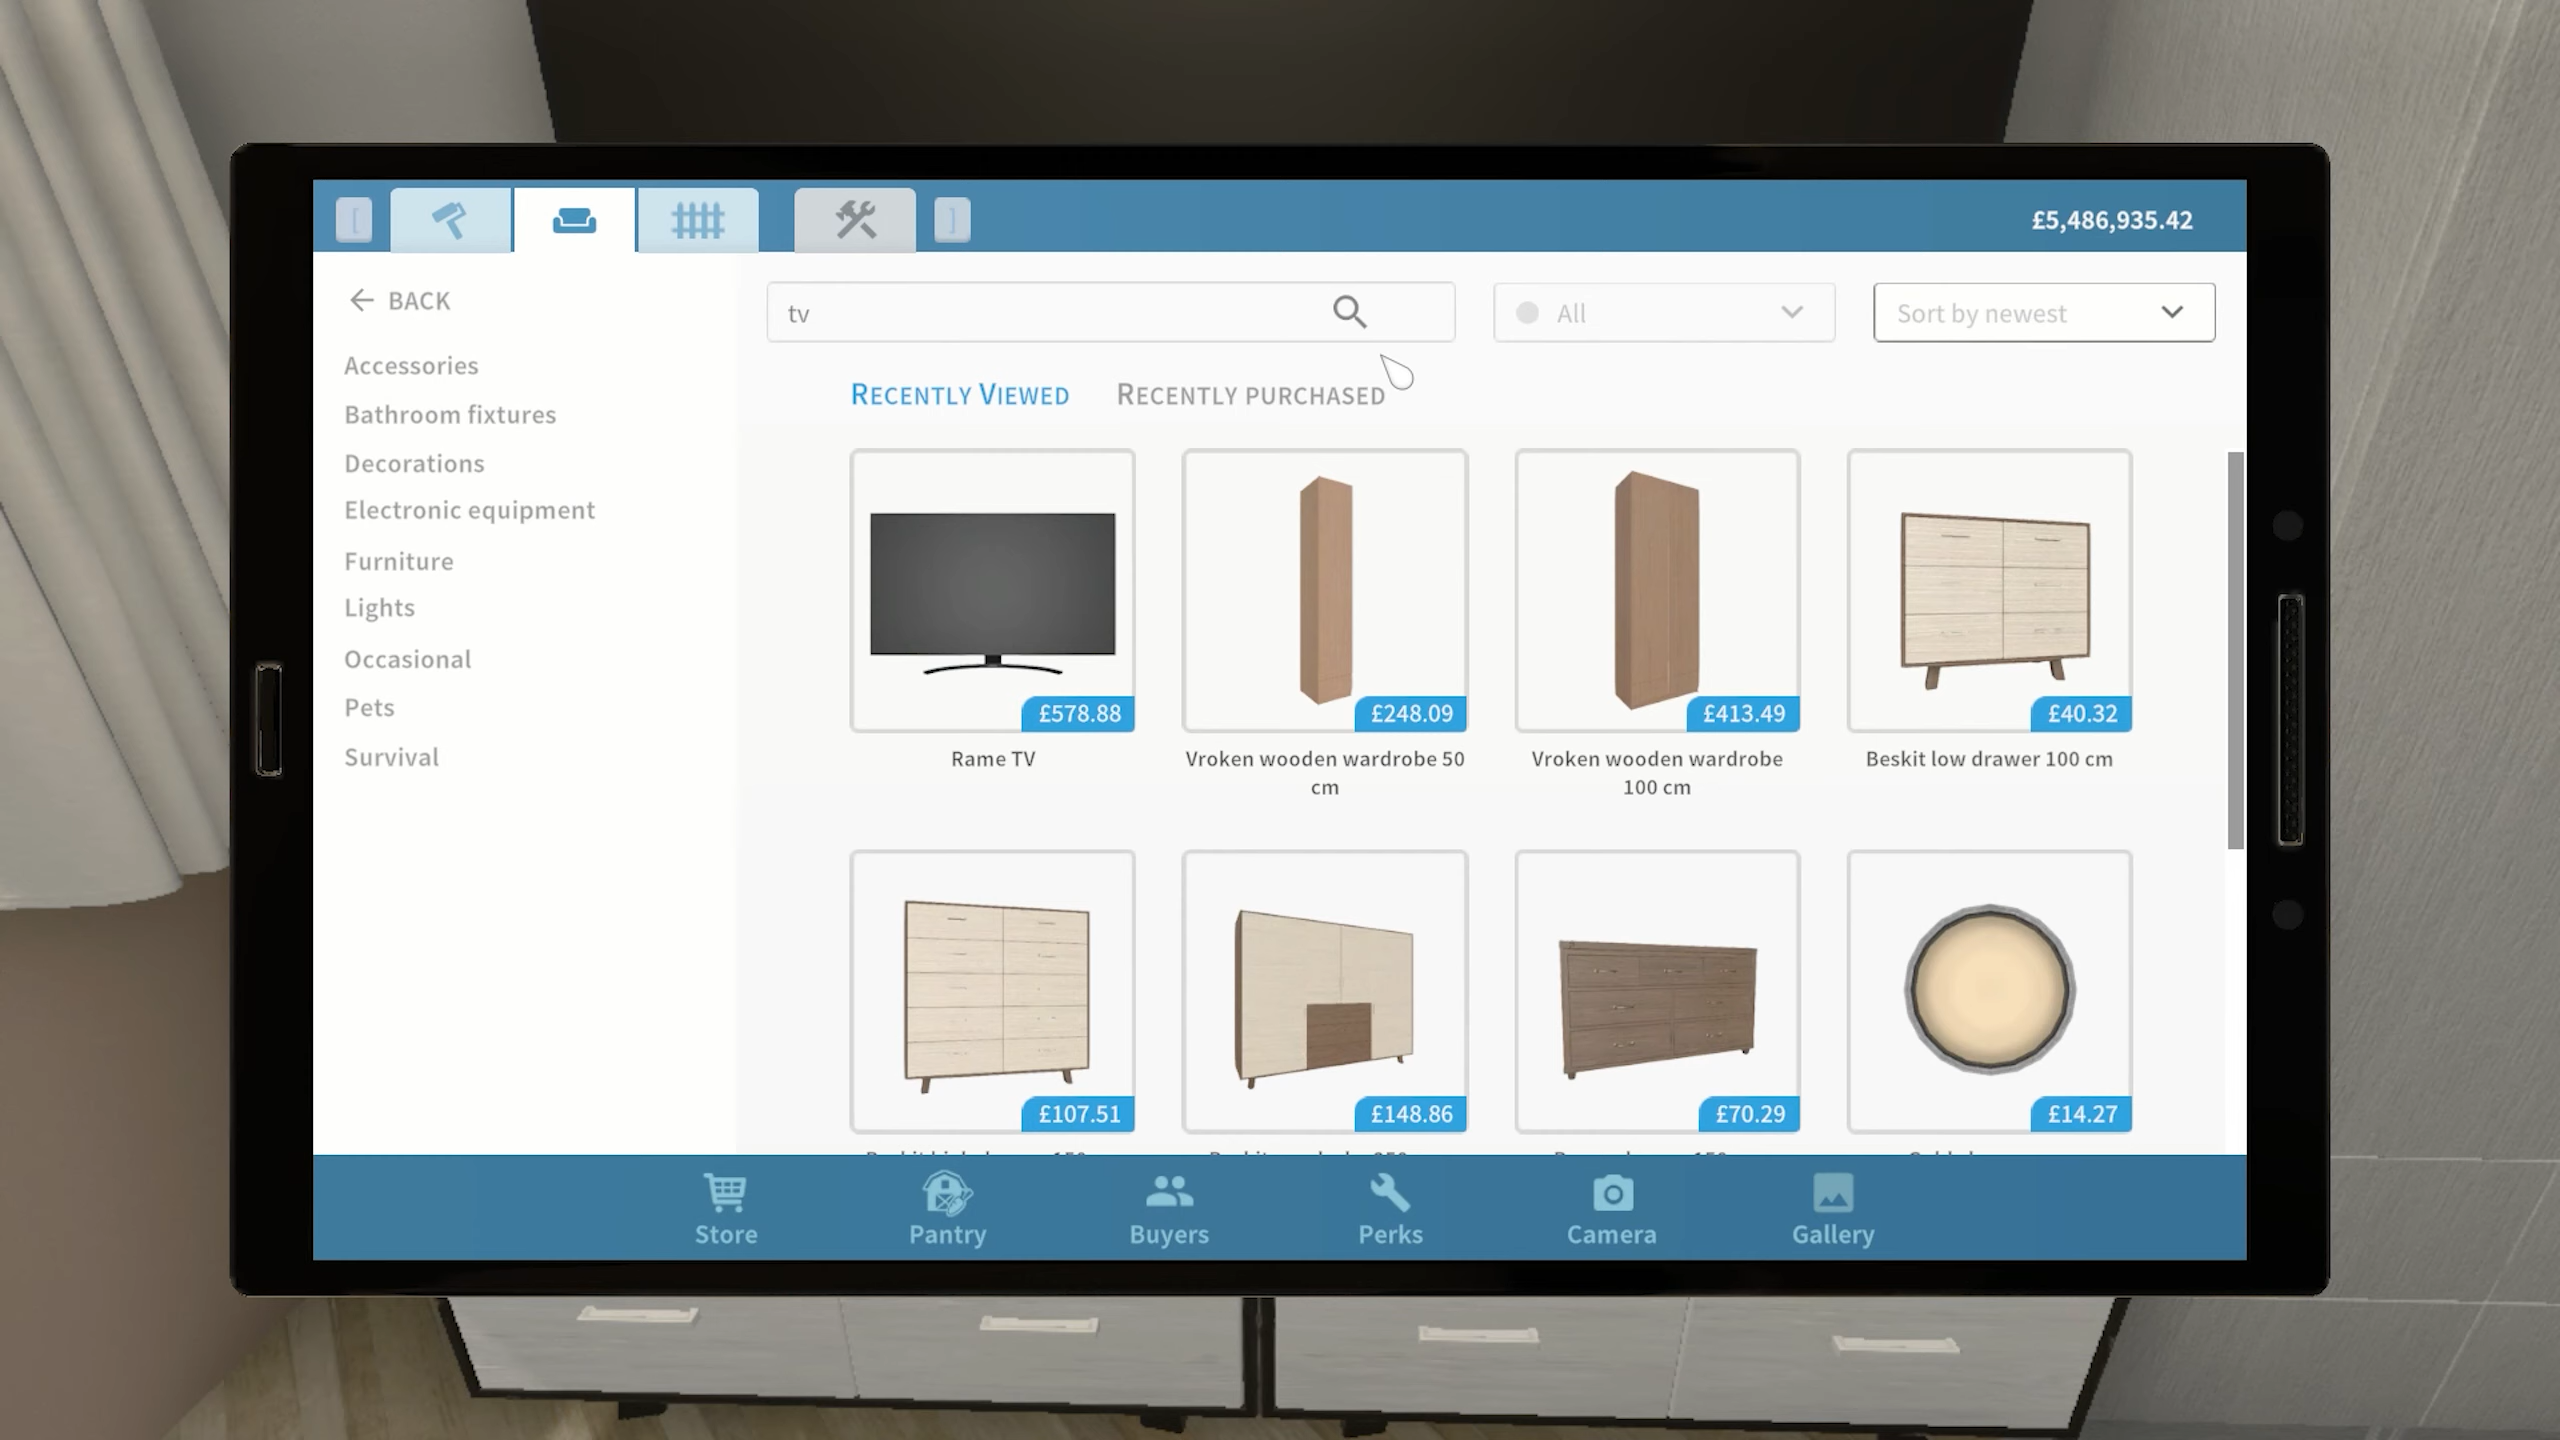 [
]
£5,486,935.42
BACK
tv
All
Sort by newest
Accessories
Bathroom fixtures
Decorations
Electronic equipment
Furniture
Lights
Occasional
Pets
Survival
RECENTLY VIEWED
RECENTLY PURCHASED
£578.88
£248.09
£413.49
£40.32
Rame TV
Vroken wooden wardrobe 50
cm
Vroken wooden wardrobe
100 cm
Beskit low drawer 100 cm
£107.51
£148.86
£70.29
£14.27
Store
Pantry
Buyers
Perks
Camera
Gallery